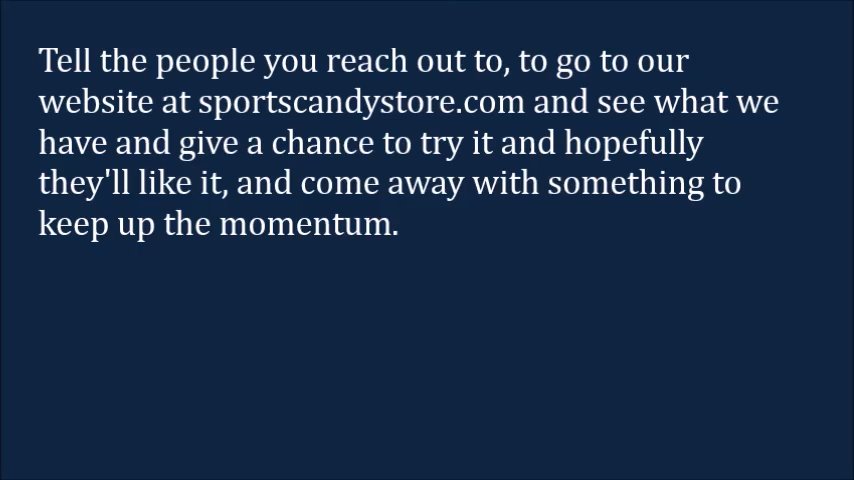 Tell the people you reach out to, to go to our
website at sportscandystore.com and see what we
have and give a chance to try it and hopefully
they'll like it, and come away with something to
keep up the momentum.